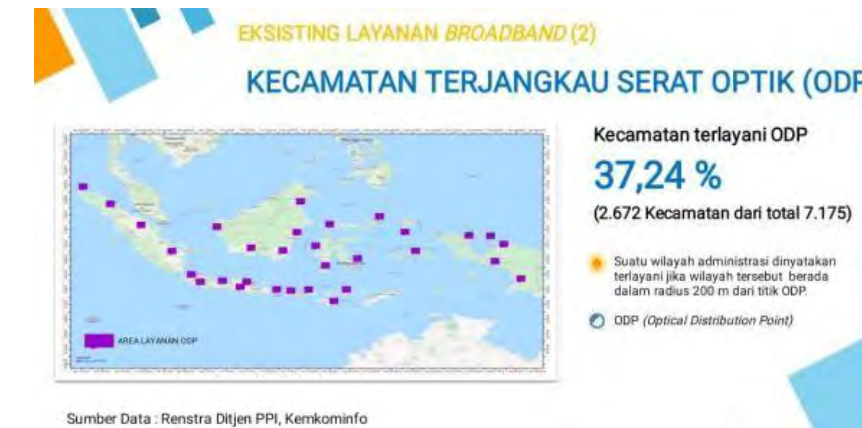 EKSISTING LAYANAN BROADBAND (2)
KECAMATAN TERJANGKAU SERAT OPTIK (ODP
Kecamatan terlayani ODP
37,24 %
(2.672 Kecamatan dari total 7.175)
Suatu wilayah administrasi dinyatakan
terlayani jika wilayah tersebut berada
dalam radius 200 m dari titik ODP.
ODP (Optical Distribution Point)
AREA LAYANAN ODP
Sumber Data : Renstra Ditjen PPI, Kemkominfo